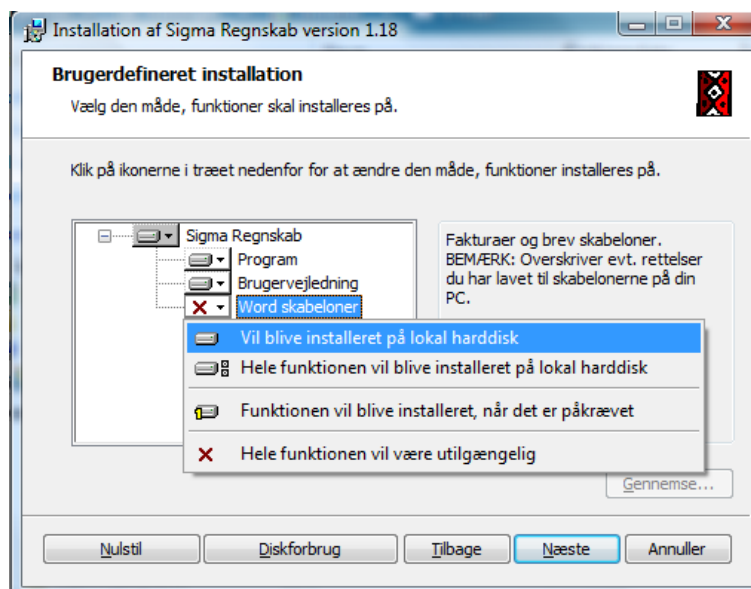 Installation af Sigma Regnskab version 1.18
Brugerdefineret installation
Vælg den måde, funktioner skal installeres på.
Klik på ikonerne i træet nedenfor for at ændre den måde, funktioner installeres på.
Sigma Regnskab
Program
Brugervejledning
Word skabeloner
Fakturaer og brev skabeloner.
BEMÆRK: Overskriver evt. rettelser
du har lavet til skabelonerne på din
PC.
Vil blive installeret på lokal harddisk
Hele funktionen vil blive installeret på lokal harddisk
Funktionen vil blive installeret, når det er påkrævet
Hele funktionen vil være utilgængelig
Gennemse...
Nulstil
Diskforbrug
Tilbage
Næste
Annuller